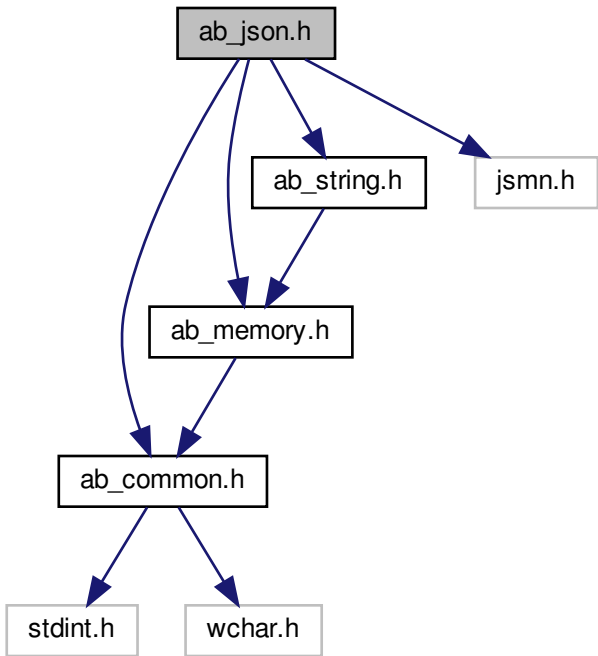 ab_json.h
ab_string.h
jsmn.h
ab_memory.h
ab_common.h
stdint.h
wchar.h